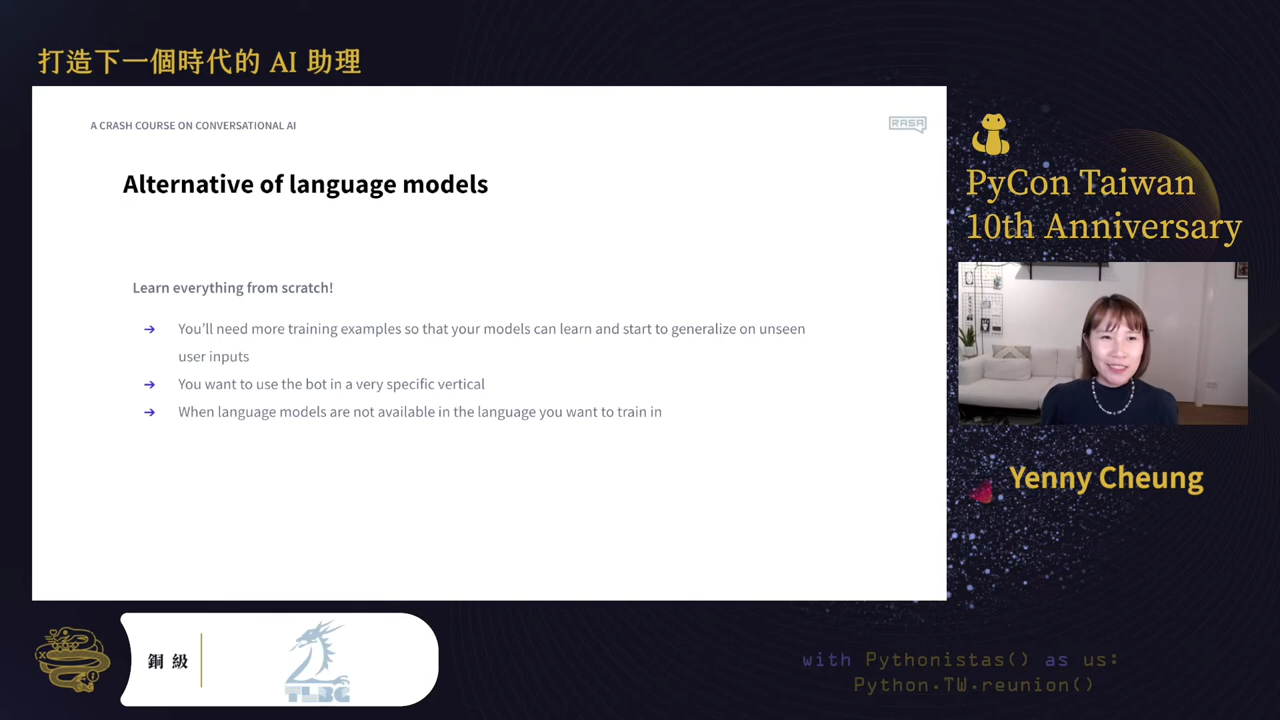 打造下一個時代的 AI 助理
A CRASH COURSE ON CONVERSATIONAL AI
RASA
Alternative of language models
Learn everything from scratch!
➔ You'll need more training examples so that your models can learn and start to generalize on unseen
user inputs
➔ You want to use the bot in a very specific vertical
➔ When language models are not available in the language you want to train in
PyCon Taiwan
10th Anniversary
Yenny Cheung
銅 級
TLBG
with Pythonistas() as us:
Python.TW.reunion()